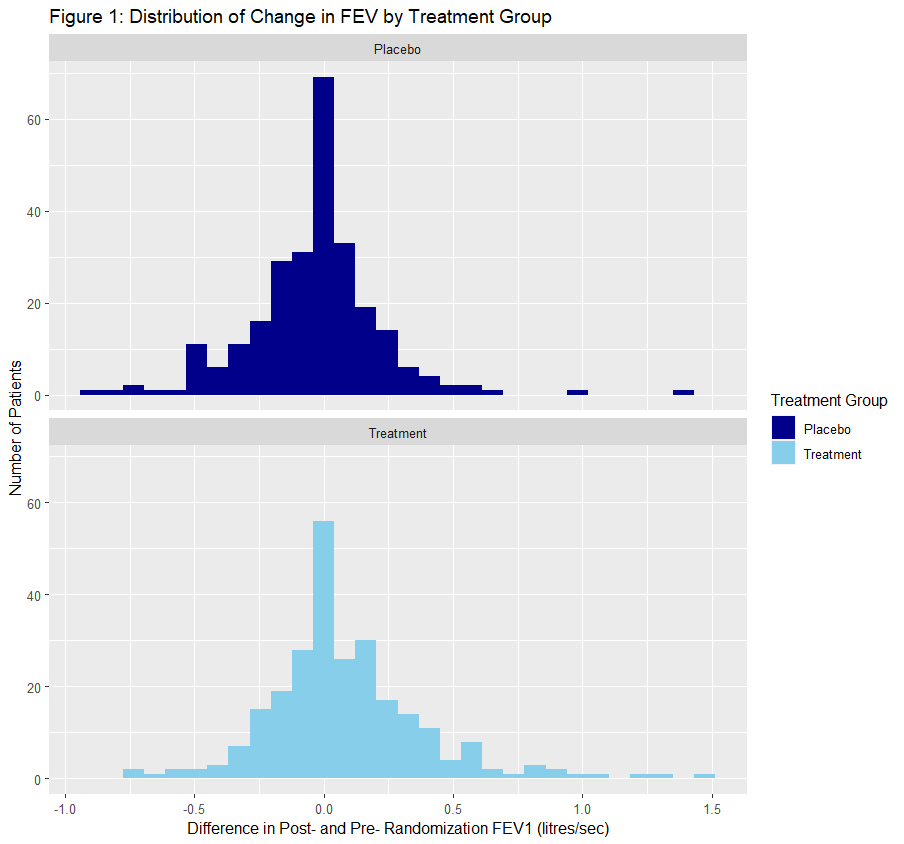 Figure 1: Distribution of Change in FEV by Treatment Group
Placebo
60
40
20
0
Treatment
60
40
20
0
-1.0 -0.5 0.0 0.5 1.0 1.5
Difference in Post- and Pre- Randomization FEV1 (litres/sec)
Number of Patients
Treatment Group
Placebo
Treatment